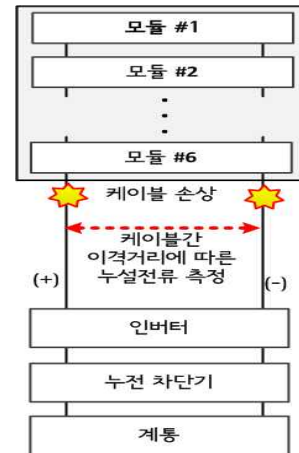 모듈 #1
모듈 #2
모듈 #6
케이블 손상
케이블간
이격거리에 따른
누설전류 측정
(+)
(-)
인버터
누전 차단기
계통